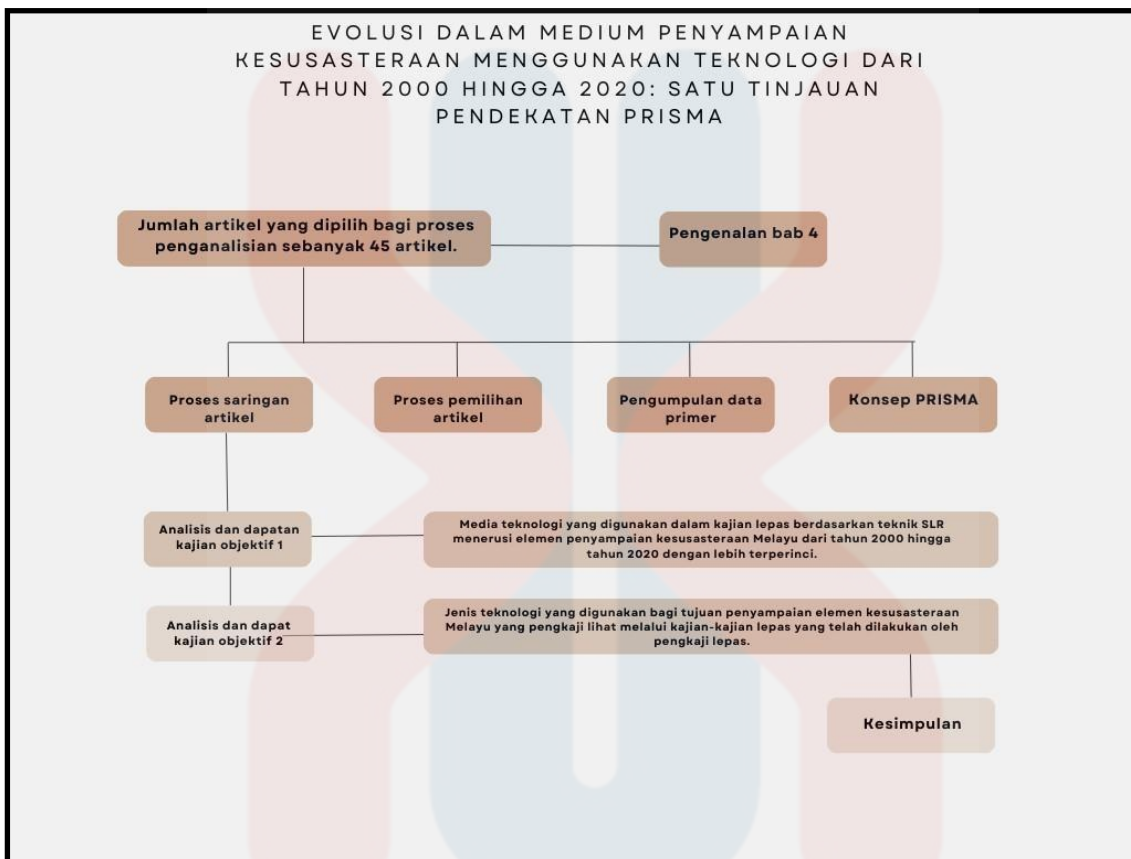 EVOLUSI DALAM MEDIUM PENYAMPAIAN
KESUSASTERAAN MENGGUNAKAN TEKNOLOGI DARI
TAHUN 2000 HINGGA 2020: SATU TINJAUAN
PENDEKATAN PRISMA
Jumlah artikel yang dipilih bagi proses
penganalisian sebanyak 45 artikel.
Pengenalan bab 4
Proses saringan
artikel
Proses pemilihan
artikel
Pengumpulan data
primer
Konsep PRISMA
Analisis dan dapatan
kajian objektif 1
Media teknologi yang digunakan dalam kajian lepas berdasarkan teknik SLR
menerusi elemen penyampaian kesusasteraan Melayu dari tahun 2000 hingga
tahun 2020 dengan lebih terperinci.
Analisis dan dapat
kajian objektif 2
Jenis teknologi yang digunakan bagi tujuan penyampaian elemen kesusasteraan
Melayu yang pengkaji lihat melalui kajian-kajian lepas yang telah dilakukan oleh
pengkaji lepas.
Kesimpulan